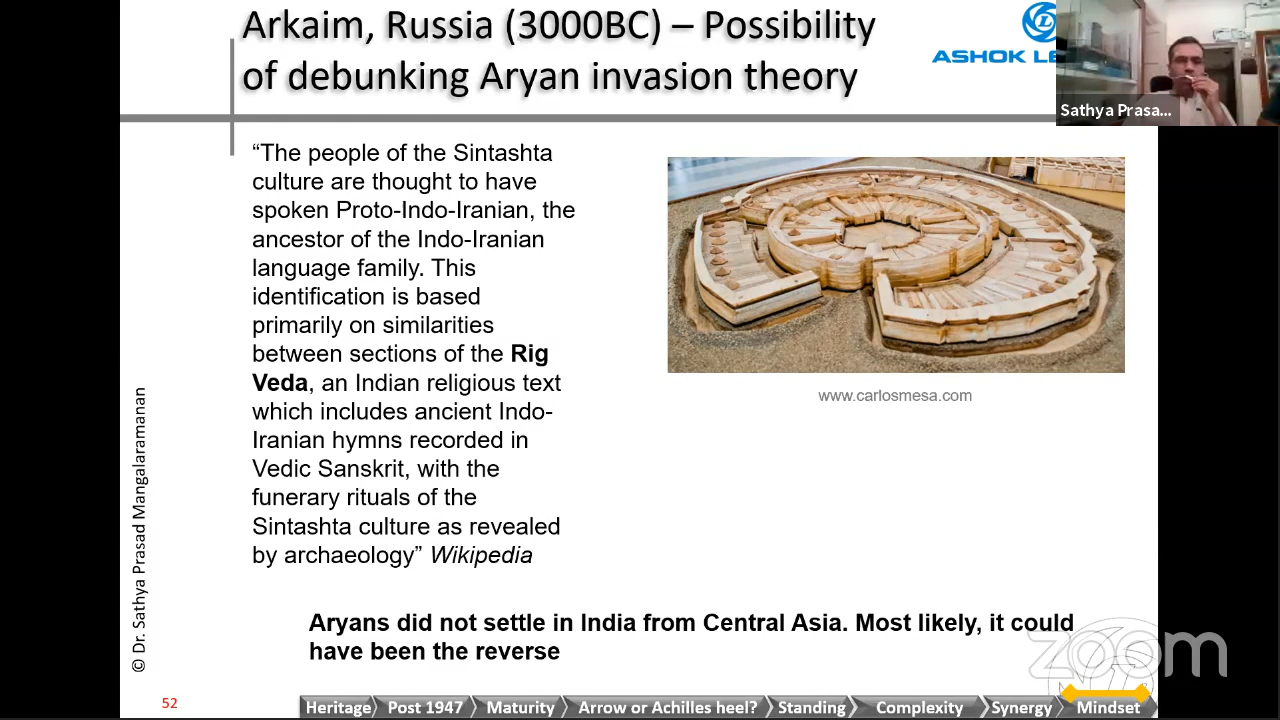 Arkaim, Russia (3000BC) – Possibility
of debunking Aryan invasion theory
ASHOK LE
Sathya Prasa...
“The people of the Sintashta
culture are thought to have
spoken Proto-Indo-Iranian, the
ancestor of the Indo-Iranian
language family. This
identification is based
primarily on similarities
between sections of the Rig
Veda, an Indian religious text
which includes ancient Indo-
Iranian hymns recorded in
Vedic Sanskrit, with the
funerary rituals of the
Sintashta culture as revealed
by archaeology” Wikipedia
www.carlosmesa.com
Aryans did not settle in India from Central Asia. Most likely, it could
have been the reverse
© Dr. Sathya Prasad Mangalaramanan
zoom
52
Heritage
Post 1947
Maturity
Arrow or Achilles heel?
Standing
Complexity
Synergy
Mindset